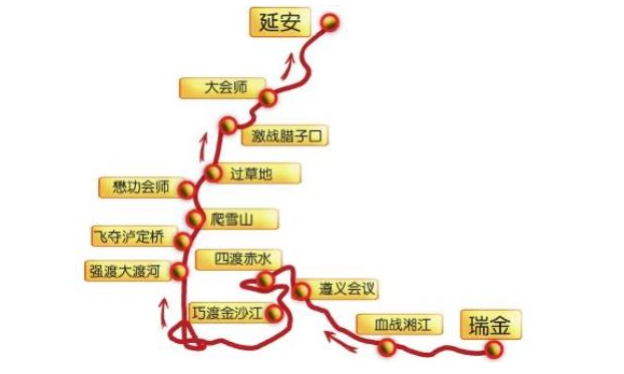 延安
大会师
激战腊子口
过草地
懋功会师
爬雪山
飞夺泸定桥
强渡大渡河
四渡赤水
遵义会议
巧渡金沙江
血战湘江
瑞金